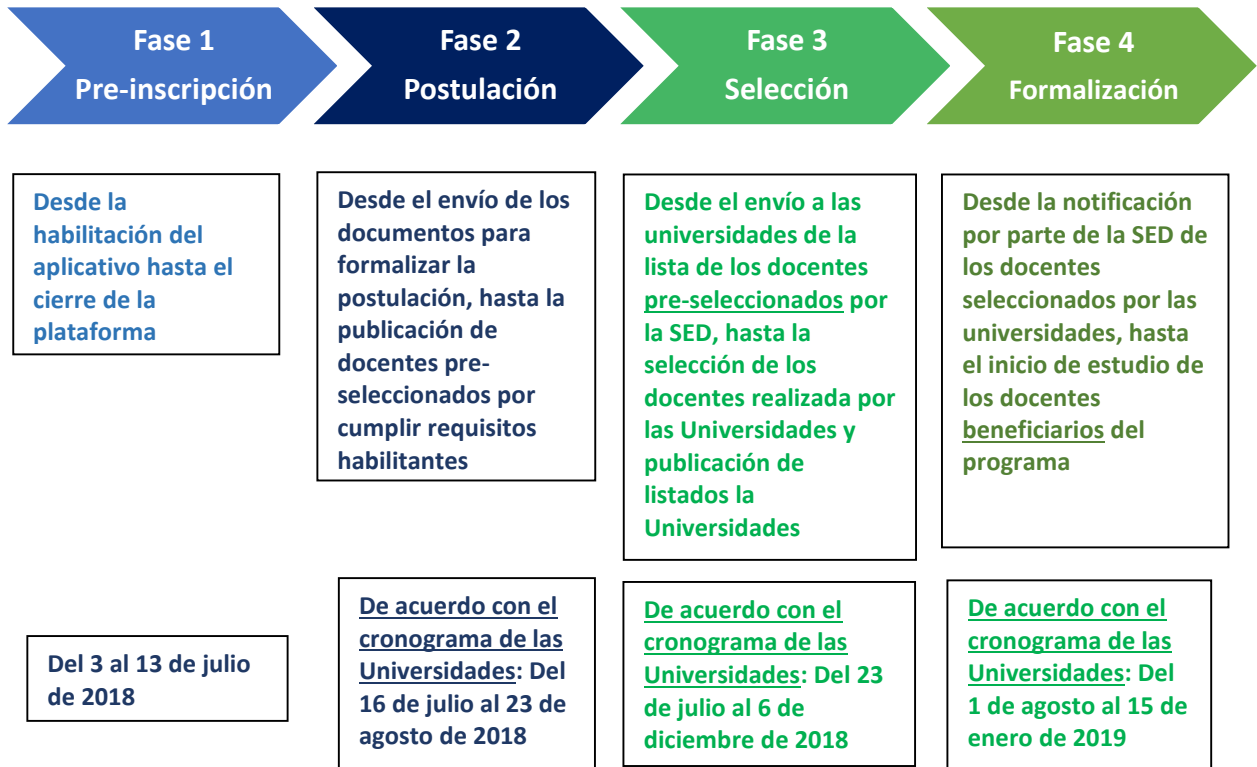 Fase 1
Pre-inscripción
Fase 2
Postulación
Fase 3
Selección
Fase 4
Formalización
Desde la
habilitación del
aplicativo hasta el
cierre de la
plataforma
Desde el envío de los
documentos para
formalizar la
postulación, hasta la
publicación de
docentes pre-
seleccionados por
cumplir requisitos
habilitantes
Desde el envío a las
universidades de la
lista de los docentes
pre-seleccionados por
la SED, hasta la
selección de los
docentes realizada por
las Universidades y
publicación de
listados la
Universidades
Desde la notificación
por parte de la SED de
los docentes
seleccionados por las
universidades, hasta
el inicio de estudio de
los docentes
beneficiarios del
programa
Del 3 al 13 de julio
de 2018
De acuerdo con el
cronograma de las
Universidades: Del
16 de julio al 23 de
agosto de 2018
De acuerdo con el
cronograma de las
Universidades: Del 23
de julio al 6 de
diciembre de 2018
De acuerdo con el
cronograma de las
Universidades: Del
1 de agosto al 15 de
enero de 2019